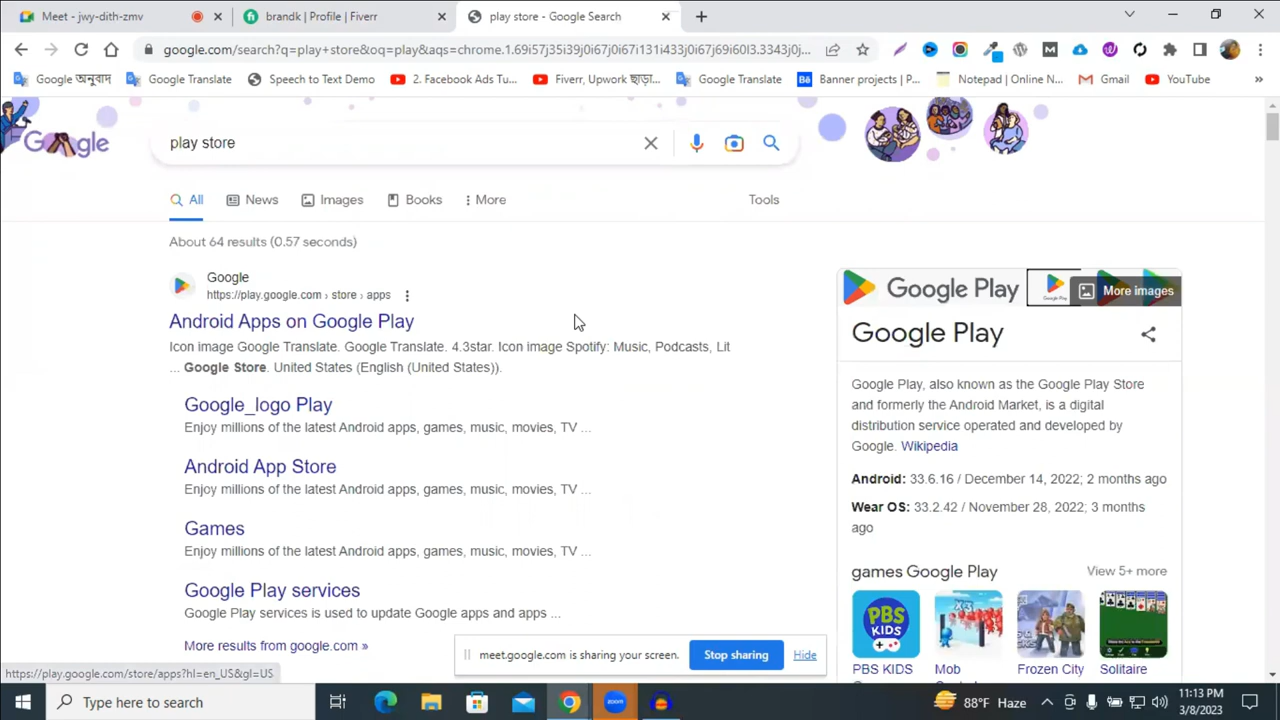 Meet - jwy-dith-zmv
brandk | Profile | Fiverr
play store - Google Search
google.com/search?q=play+store&oq=play&aqs=chrome.1.69i57j35i39j0i67j0i67i131i433j0i67j69i60l3.3343j0j...
Google অনুবাদ
Google Translate
Speech to Text Demo
2. Facebook Ads Tu...
Fiverr, Upwork ছাড়া...
Google Translate
Banner projects | P...
Notepad | Online N...
Gmail
YouTube
Google
play store
All
News
Images
Books
More
Tools
About 64 results (0.57 seconds)
Google
https://play.google.com › store › apps
Android Apps on Google Play
Icon image Google Translate. Google Translate. 4.3star. Icon image Spotify: Music, Podcasts, Lit
... Google Store. United States (English (United States)).
Google_logo Play
Enjoy millions of the latest Android apps, games, music, movies, TV ...
Android App Store
Enjoy millions of the latest Android apps, games, music, movies, TV ...
Games
Enjoy millions of the latest Android apps, games, music, movies, TV ...
Google Play services
Google Play services is used to update Google apps and apps ...
More results from google.com »
Google Play
More images
Google Play
Google Play, also known as the Google Play Store
and formerly the Android Market, is a digital
distribution service operated and developed by
Google. Wikipedia
Android: 33.6.16 / December 14, 2022; 2 months ago
Wear OS: 33.2.42 / November 28, 2022; 3 months
ago
games Google Play
View 5+ more
PBS
KIDS
PBS KIDS
Mob
Frozen City
Solitaire
meet.google.com is sharing your screen.
Stop sharing
Hide
https://play.google.com/store/apps?hl=en_US&gl=US
Type here to search
zoom
88°F Haze
11:13 PM
3/8/2023